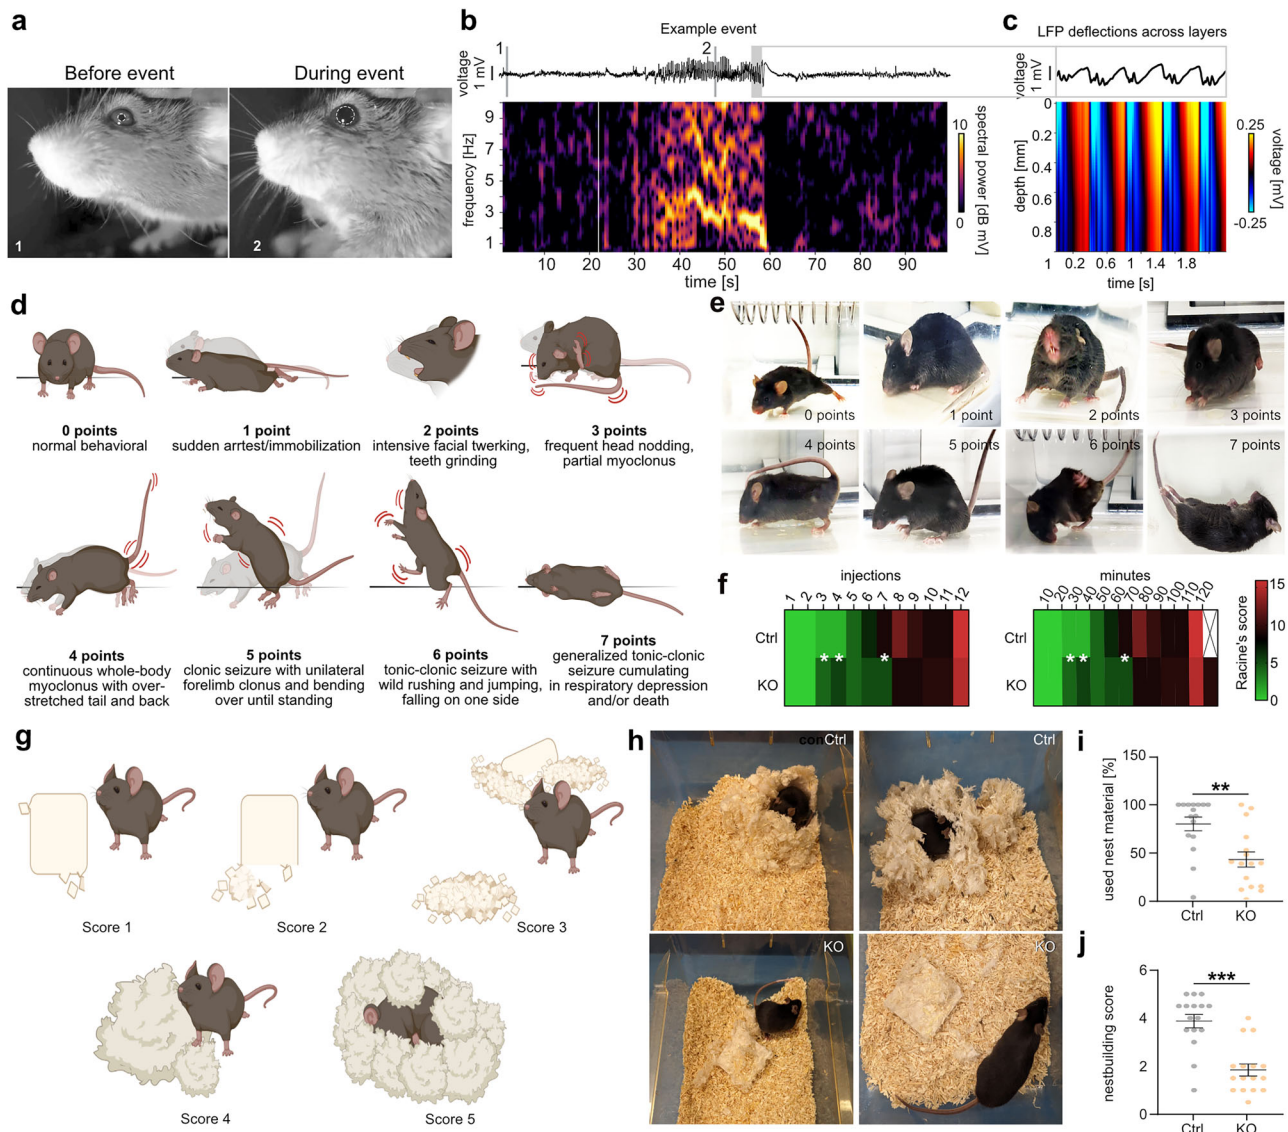 a
Before event
During event
1
2
b
Example event
1
2
voltage
1 mV
frequency [Hz]
9
7
5
3
1
10 20 30 40 50 60 70 80 90
time [s]
10
0
spectral power [dB mV]
c
LFP deflections across layers
voltage
1 mV
depth [mm]
0
0.2
0.4
0.6
0.8
1 0.2 0.6 1 1.4 1.8
time [s]
0.25
-0.25
voltage [mV]
d
0 points
normal behavioral
1 point
sudden arrtest/immobilization
2 points
intensive facial twerking,
teeth grinding
3 points
frequent head nodding,
partial myoclonus
4 points
continuous whole-body
myoclonus with over-
stretched tail and back
5 points
clonic seizure with unilateral
forelimb clonus and bending
over until standing
6 points
tonic-clonic seizure with
wild rushing and jumping,
falling on one side
7 points
generalized tonic-clonic
seizure cumulating
in respiratory depression
and/or death
e
0 points
1 point
2 points
3 points
4 points
5 points
6 points
7 points
f
injections
1 2 3 4 5 6 7 8 9 10 11 12
Ctrl
* * *
KO
minutes
10 20 30 40 50 60 70 80 90 100 110 120
Ctrl
* * *
KO
Racine's score
15
10
5
0
g
Score 1
Score 2
Score 3
Score 4
Score 5
h
con Ctrl
Ctrl
KO
KO
i
used nest material [%]
150
100
50
0
**
Ctrl KO
j
nestbuilding score
6
4
2
0
***
Ctrl KO